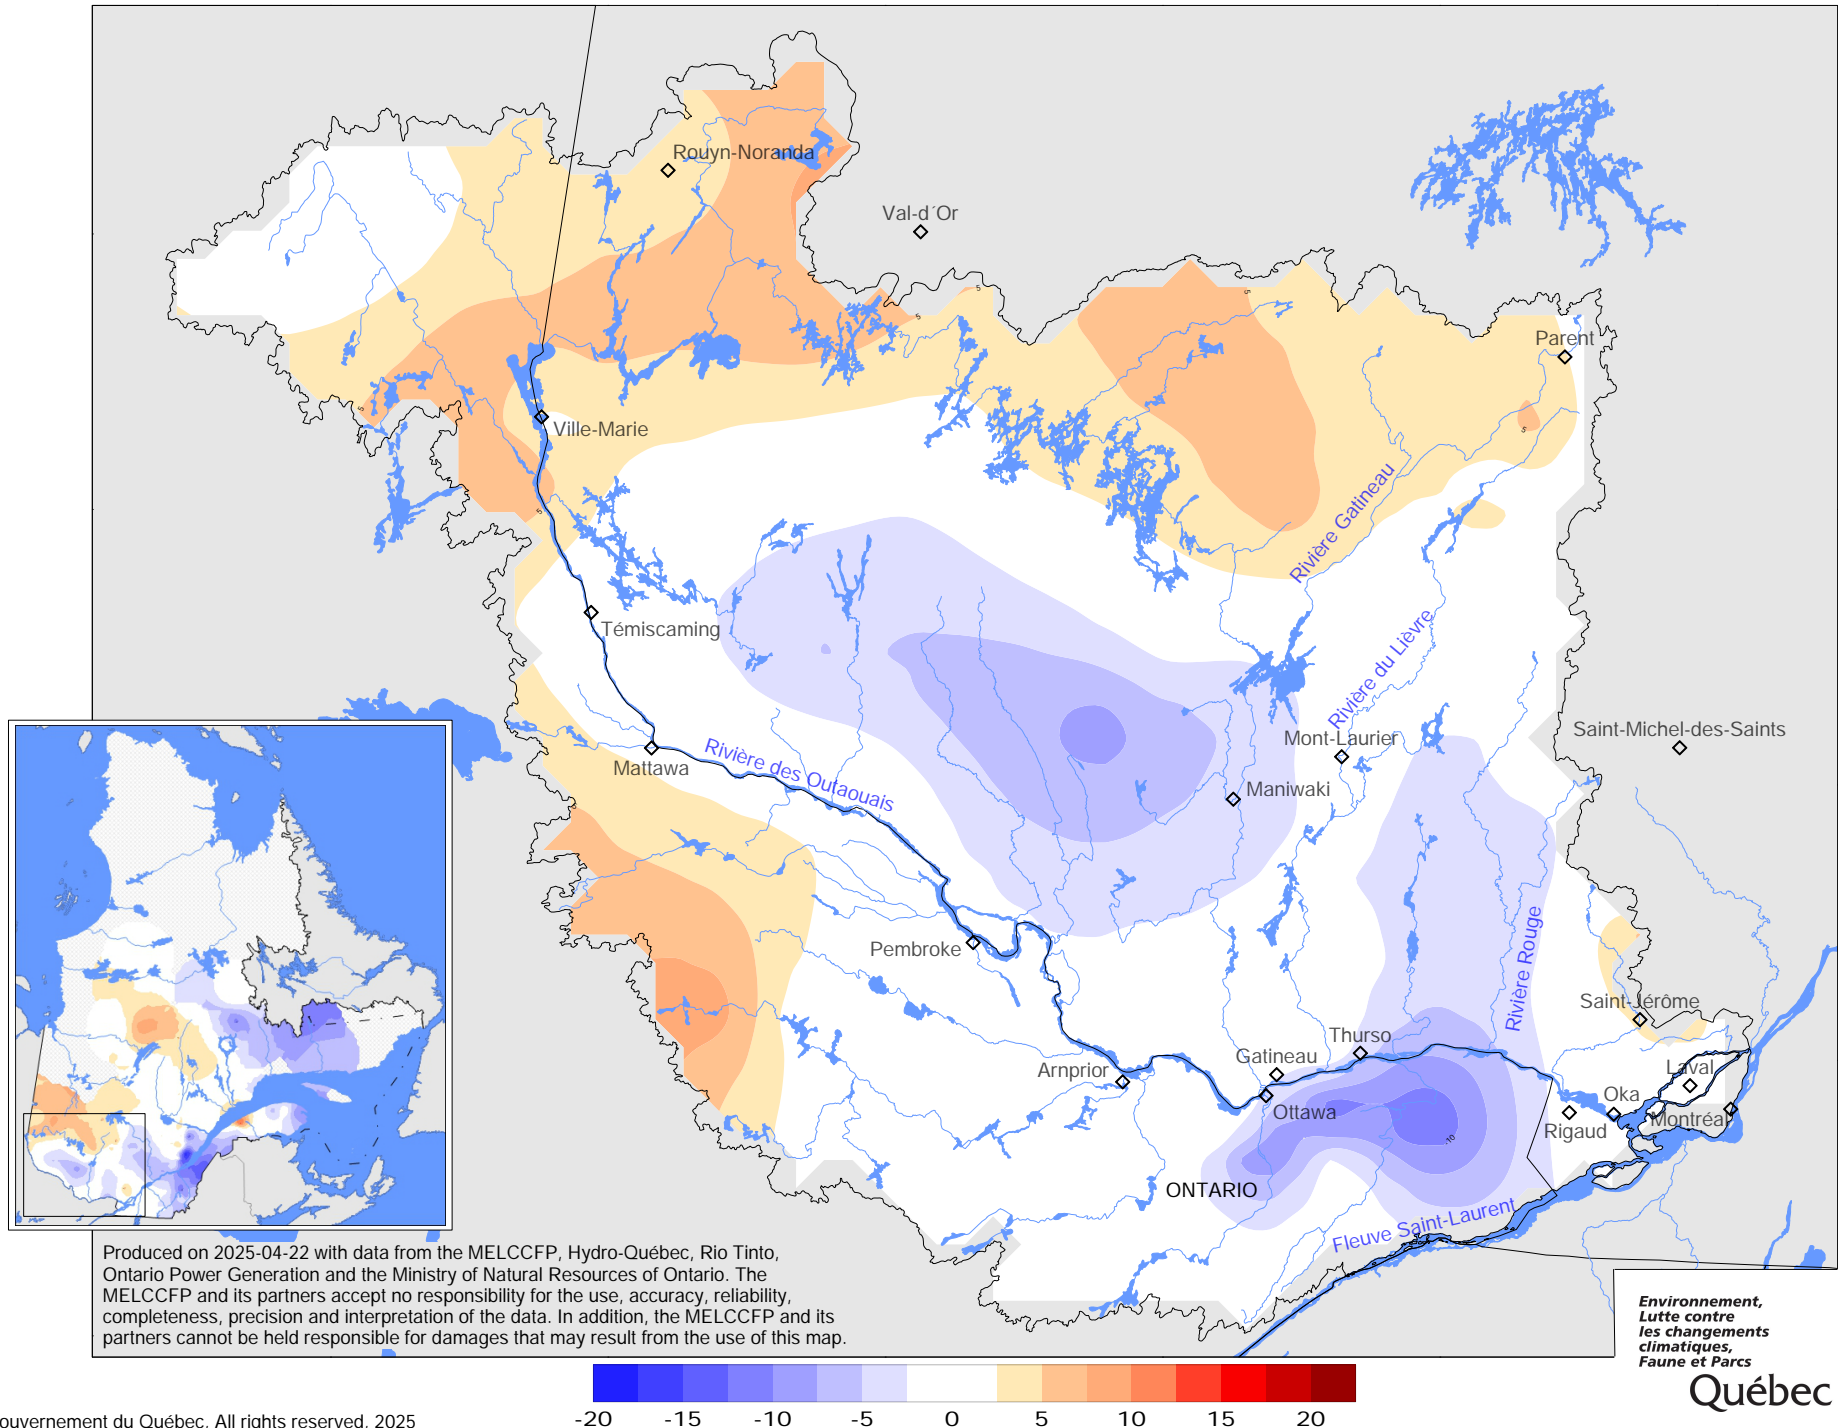 Rouyn-Noranda
Val-d´Or
Parent
Ville-Marie
Rivière Gatineau
Témiscaming
Rivière du Lièvre
Saint-Michel-des-Saints
Mont-Laurier
Mattawa
Rivière des Outaouais
Maniwaki
Pembroke
Rivière Rouge
Saint-Jérôme
Thurso
Gatineau
Arnprior
Laval
Oka
Ottawa
Montréal
Rigaud
ONTARIO
Fleuve Saint-Laurent
5
5
5
5
5
5
-10
Produced on 2025-04-22 with data from the MELCCFP, Hydro-Québec, Rio Tinto,
Ontario Power Generation and the Ministry of Natural Resources of Ontario. The
MELCCFP and its partners accept no responsibility for the use, accuracy, reliability,
completeness, precision and interpretation of the data. In addition, the MELCCFP and its
partners cannot be held responsible for damages that may result from the use of this map.
Environnement,
Lutte contre
les changements
climatiques,
Faune et Parcs
Québec
-20 -15 -10 -5 0 5 10 15 20
ouvernement du Québec, All rights reserved, 2025